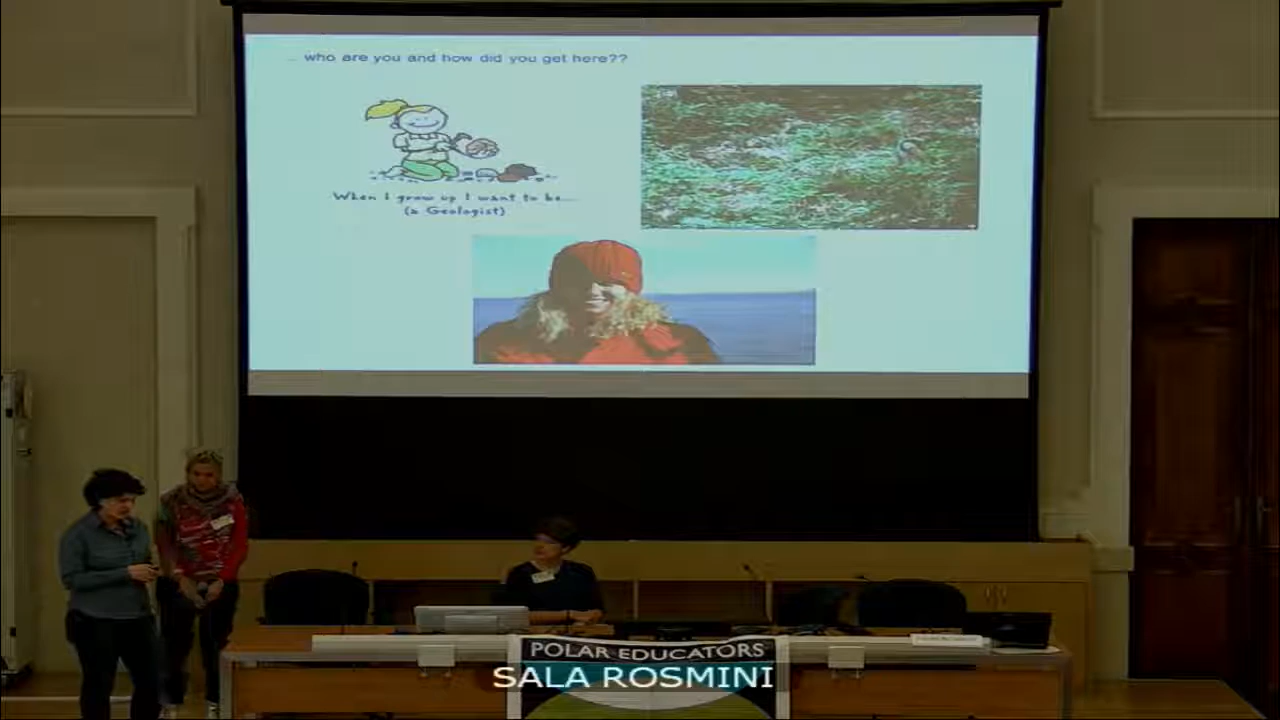 ... who are you and how did you get here??
When I grow up I want to be...
(a Geologist)
POLAR EDUCATORS
SALA ROSMINI